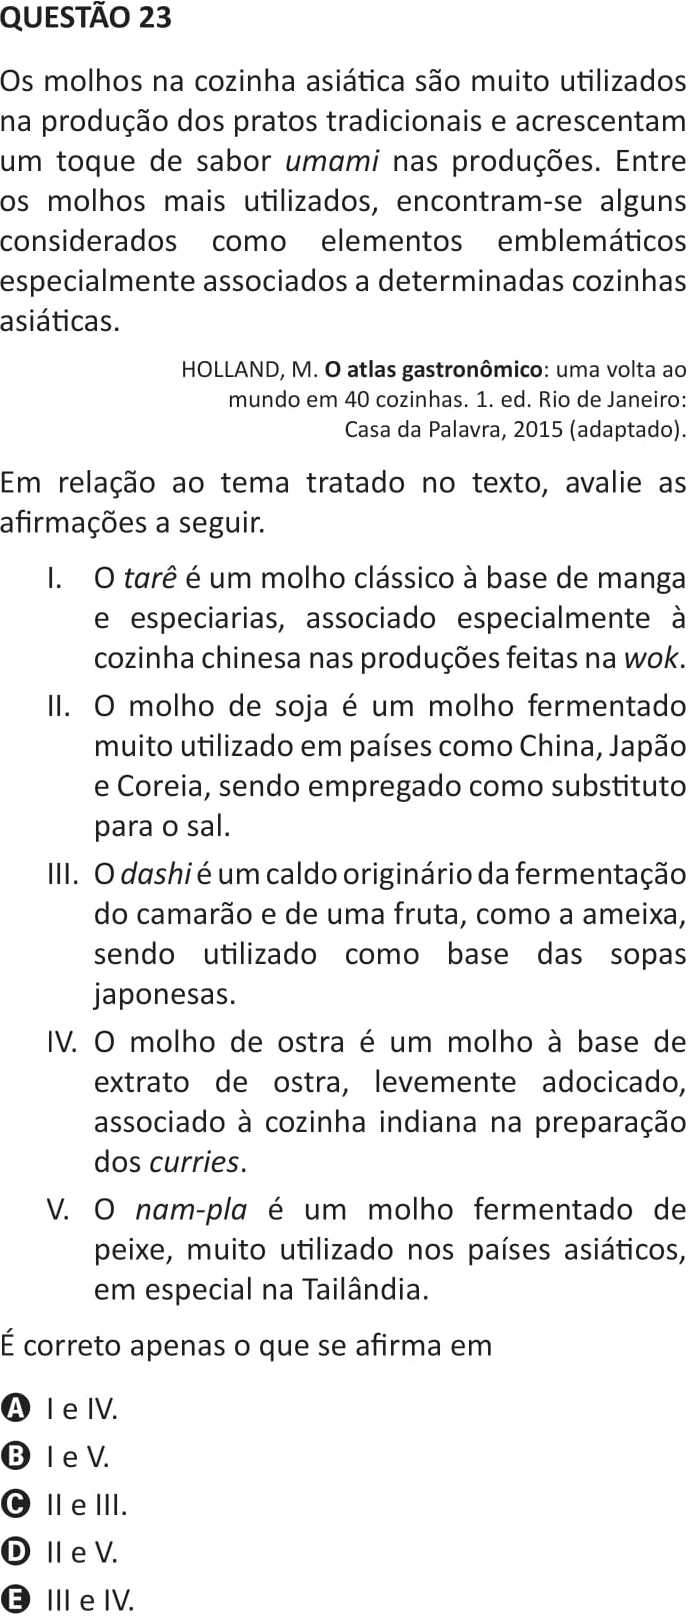 QUESTÃO 23
Os molhos na cozinha asiática são muito utilizados
na produção dos pratos tradicionais e acrescentam
um toque de sabor umami nas produções. Entre
os molhos mais utilizados, encontram-se alguns
considerados como elementos emblemáticos
especialmente associados a determinadas cozinhas
asiáticas.
HOLLAND, M. O atlas gastronômico: uma volta ao
mundo em 40 cozinhas. 1. ed. Rio de Janeiro:
Casa da Palavra, 2015 (adaptado).
Em relação ao tema tratado no texto, avalie as
afirmações a seguir.
I. O tarê é um molho clássico à base de manga
e especiarias, associado especialmente à
cozinha chinesa nas produções feitas na wok.
II. O molho de soja é um molho fermentado
muito utilizado em países como China, Japão
e Coreia, sendo empregado como substituto
para o sal.
III. O dashi é um caldo originário da fermentação
do camarão e de uma fruta, como a ameixa,
sendo utilizado como base das sopas
japonesas.
IV. O molho de ostra é um molho à base de
extrato de ostra, levemente adocicado,
associado à cozinha indiana na preparação
dos curries.
V. O nam-pla é um molho fermentado de
peixe, muito utilizado nos países asiáticos,
em especial na Tailândia.
É correto apenas o que se afirma em
A I e IV.
B I e V.
C II e III.
D II e V.
E III e IV.